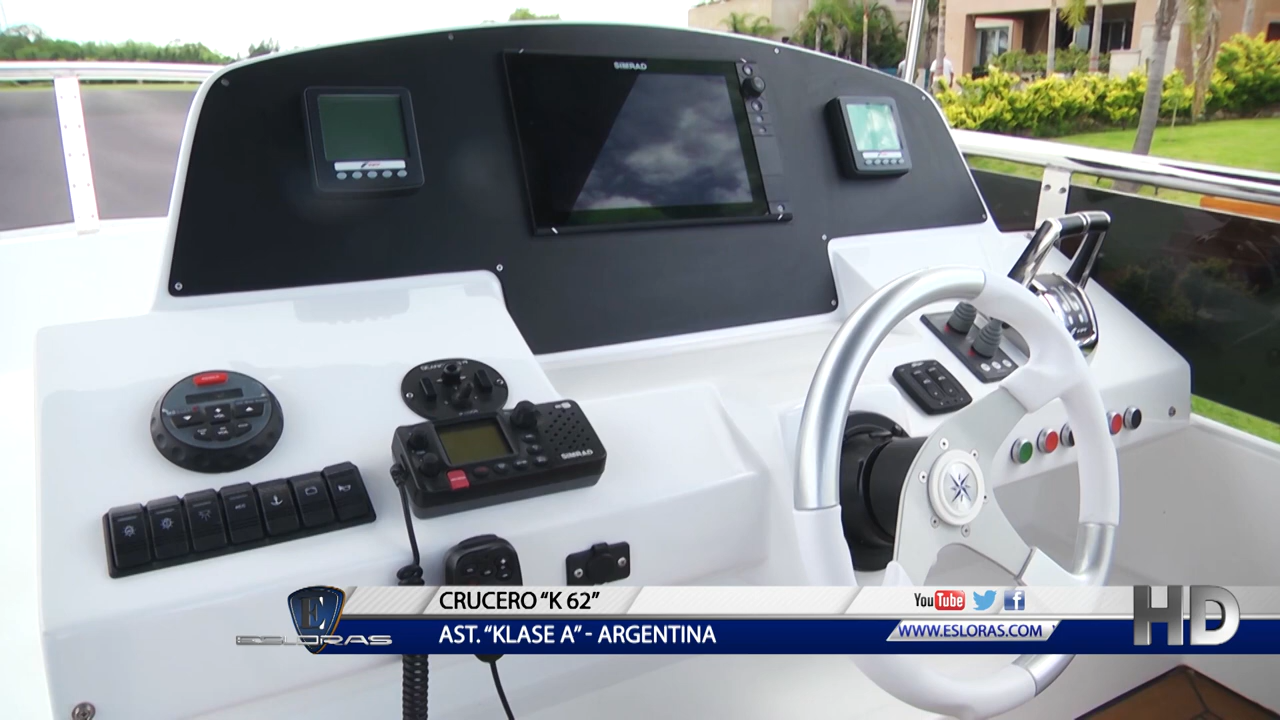 SIMRAD
SIMRAD
CRUCERO “K 62”
AST. “KLASE A” - ARGENTINA
E
ESLORAS
YouTube
WWW.ESLORAS.COM
HD